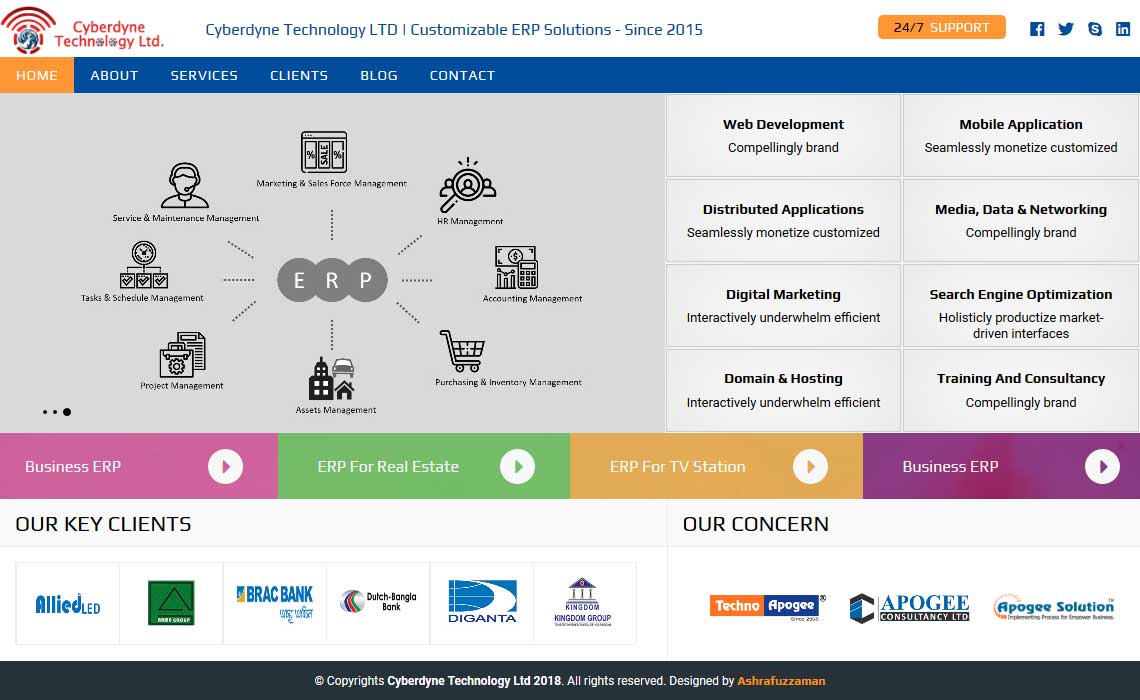 Cyberdyne
Technology Ltd.
Cyberdyne Technology LTD | Customizable ERP Solutions - Since 2015
24/7 SUPPORT
HOME ABOUT SERVICES CLIENTS BLOG CONTACT
Marketing & Sales Force Management
% SALE %
Service & Maintenance Management
HR Management
Tasks & Schedule Management
E R P
Accounting Management
Project Management
Purchasing & Inventory Management
Assets Management
Web Development
Compellingly brand
Mobile Application
Seamlessly monetize customized
Distributed Applications
Seamlessly monetize customized
Media, Data & Networking
Compellingly brand
Digital Marketing
Interactively underwhelm efficient
Search Engine Optimization
Holisticly productize market-
driven interfaces
Domain & Hosting
Interactively underwhelm efficient
Training And Consultancy
Compellingly brand
Business ERP
ERP For Real Estate
ERP For TV Station
Business ERP
OUR KEY CLIENTS
Allied LED
GROUP
BRAC BANK
Dutch-Bangla
Bank
DIGANTA
KINGDOM
KINGDOM GROUP
OUR CONCERN
Techno Apogee ®
Since 2005
APOGEE
CONSULTANCY LTD
Apogee Solution ™
Implementing Process for Empower Business.
© Copyrights Cyberdyne Technology Ltd 2018. All rights reserved. Designed by Ashrafuzzaman